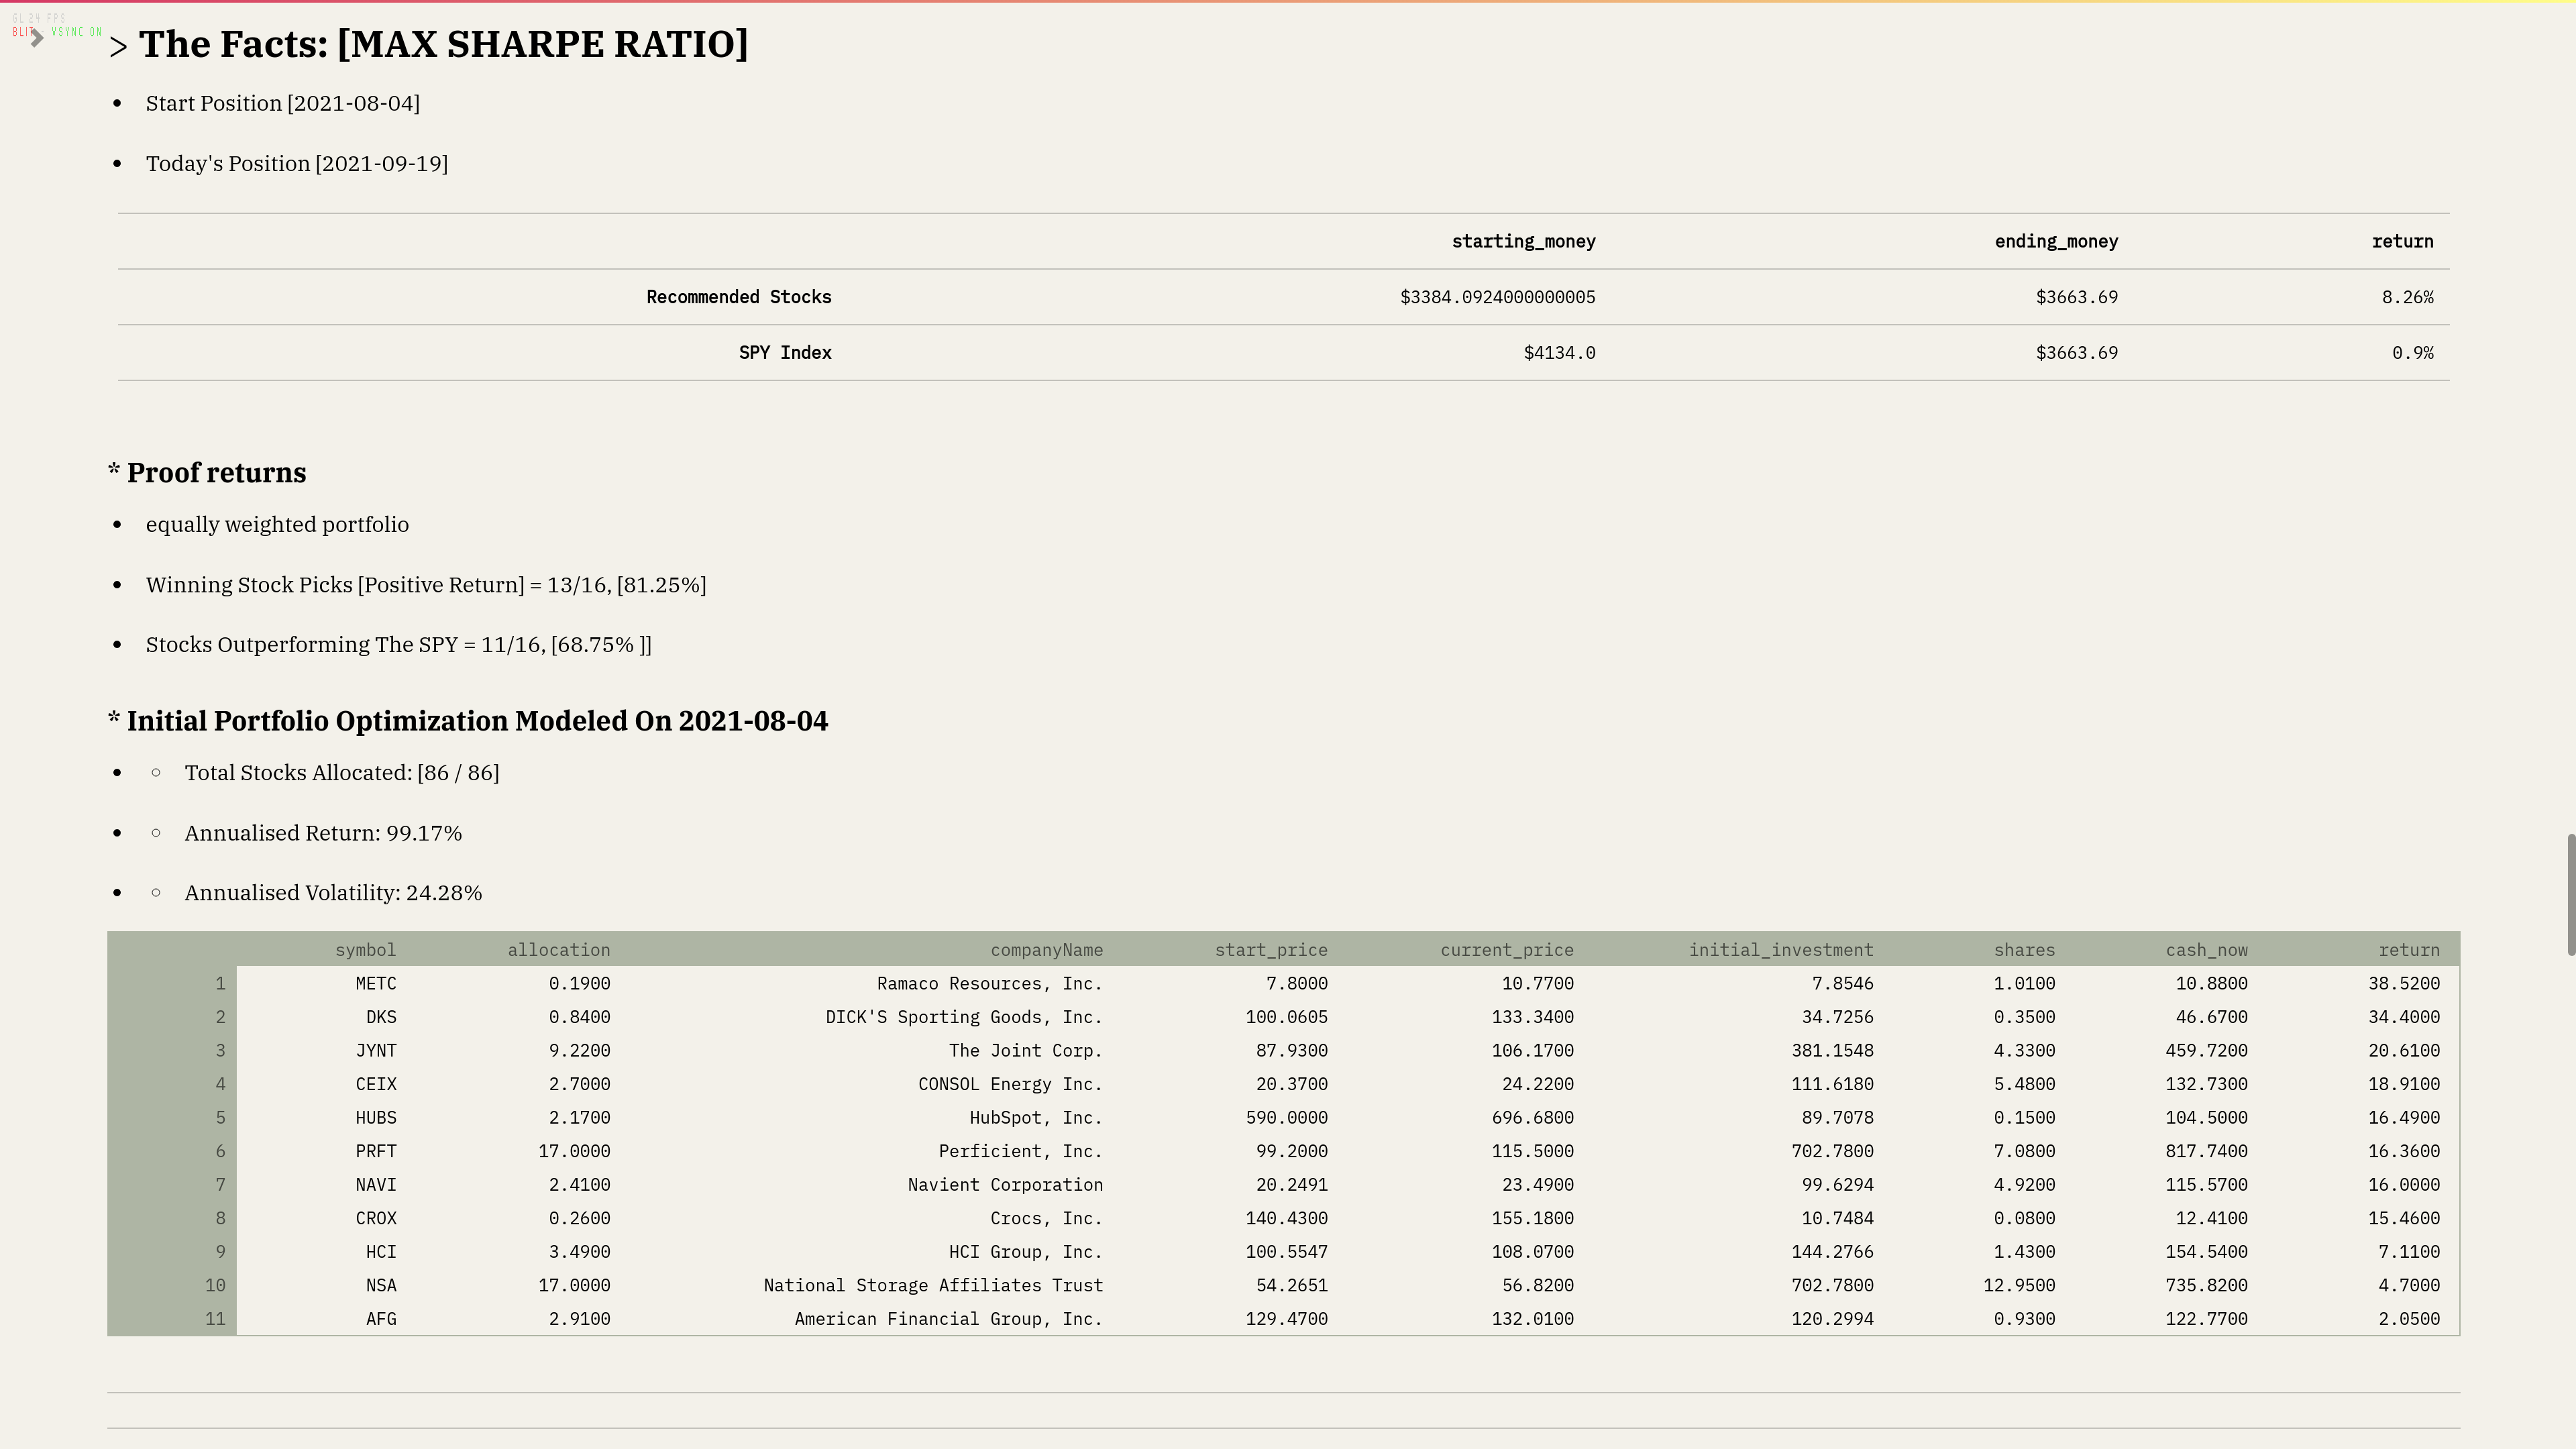 GL 24 FPS
BLIT VSYNC ON
> The Facts: [MAX SHARPE RATIO]
• Start Position [2021-08-04]
• Today's Position [2021-09-19]
starting_money ending_money return
Recommended Stocks $3384.0924000000005 $3663.69 8.26%
SPY Index $4134.0 $3663.69 0.9%
* Proof returns
• equally weighted portfolio
• Winning Stock Picks [Positive Return] = 13/16, [81.25%]
• Stocks Outperforming The SPY = 11/16, [68.75% ]]
* Initial Portfolio Optimization Modeled On 2021-08-04
• ○ Total Stocks Allocated: [86 / 86]
• ○ Annualised Return: 99.17%
• ○ Annualised Volatility: 24.28%
symbol allocation companyName start_price current_price initial_investment shares cash_now return
1 METC 0.1900 Ramaco Resources, Inc. 7.8000 10.7700 7.8546 1.0100 10.8800 38.5200
2 DKS 0.8400 DICK'S Sporting Goods, Inc. 100.0605 133.3400 34.7256 0.3500 46.6700 34.4000
3 JYNT 9.2200 The Joint Corp. 87.9300 106.1700 381.1548 4.3300 459.7200 20.6100
4 CEIX 2.7000 CONSOL Energy Inc. 20.3700 24.2200 111.6180 5.4800 132.7300 18.9100
5 HUBS 2.1700 HubSpot, Inc. 590.0000 696.6800 89.7078 0.1500 104.5000 16.4900
6 PRFT 17.0000 Perficient, Inc. 99.2000 115.5000 702.7800 7.0800 817.7400 16.3600
7 NAVI 2.4100 Navient Corporation 20.2491 23.4900 99.6294 4.9200 115.5700 16.0000
8 CROX 0.2600 Crocs, Inc. 140.4300 155.1800 10.7484 0.0800 12.4100 15.4600
9 HCI 3.4900 HCI Group, Inc. 100.5547 108.0700 144.2766 1.4300 154.5400 7.1100
10 NSA 17.0000 National Storage Affiliates Trust 54.2651 56.8200 702.7800 12.9500 735.8200 4.7000
11 AFG 2.9100 American Financial Group, Inc. 129.4700 132.0100 120.2994 0.9300 122.7700 2.0500